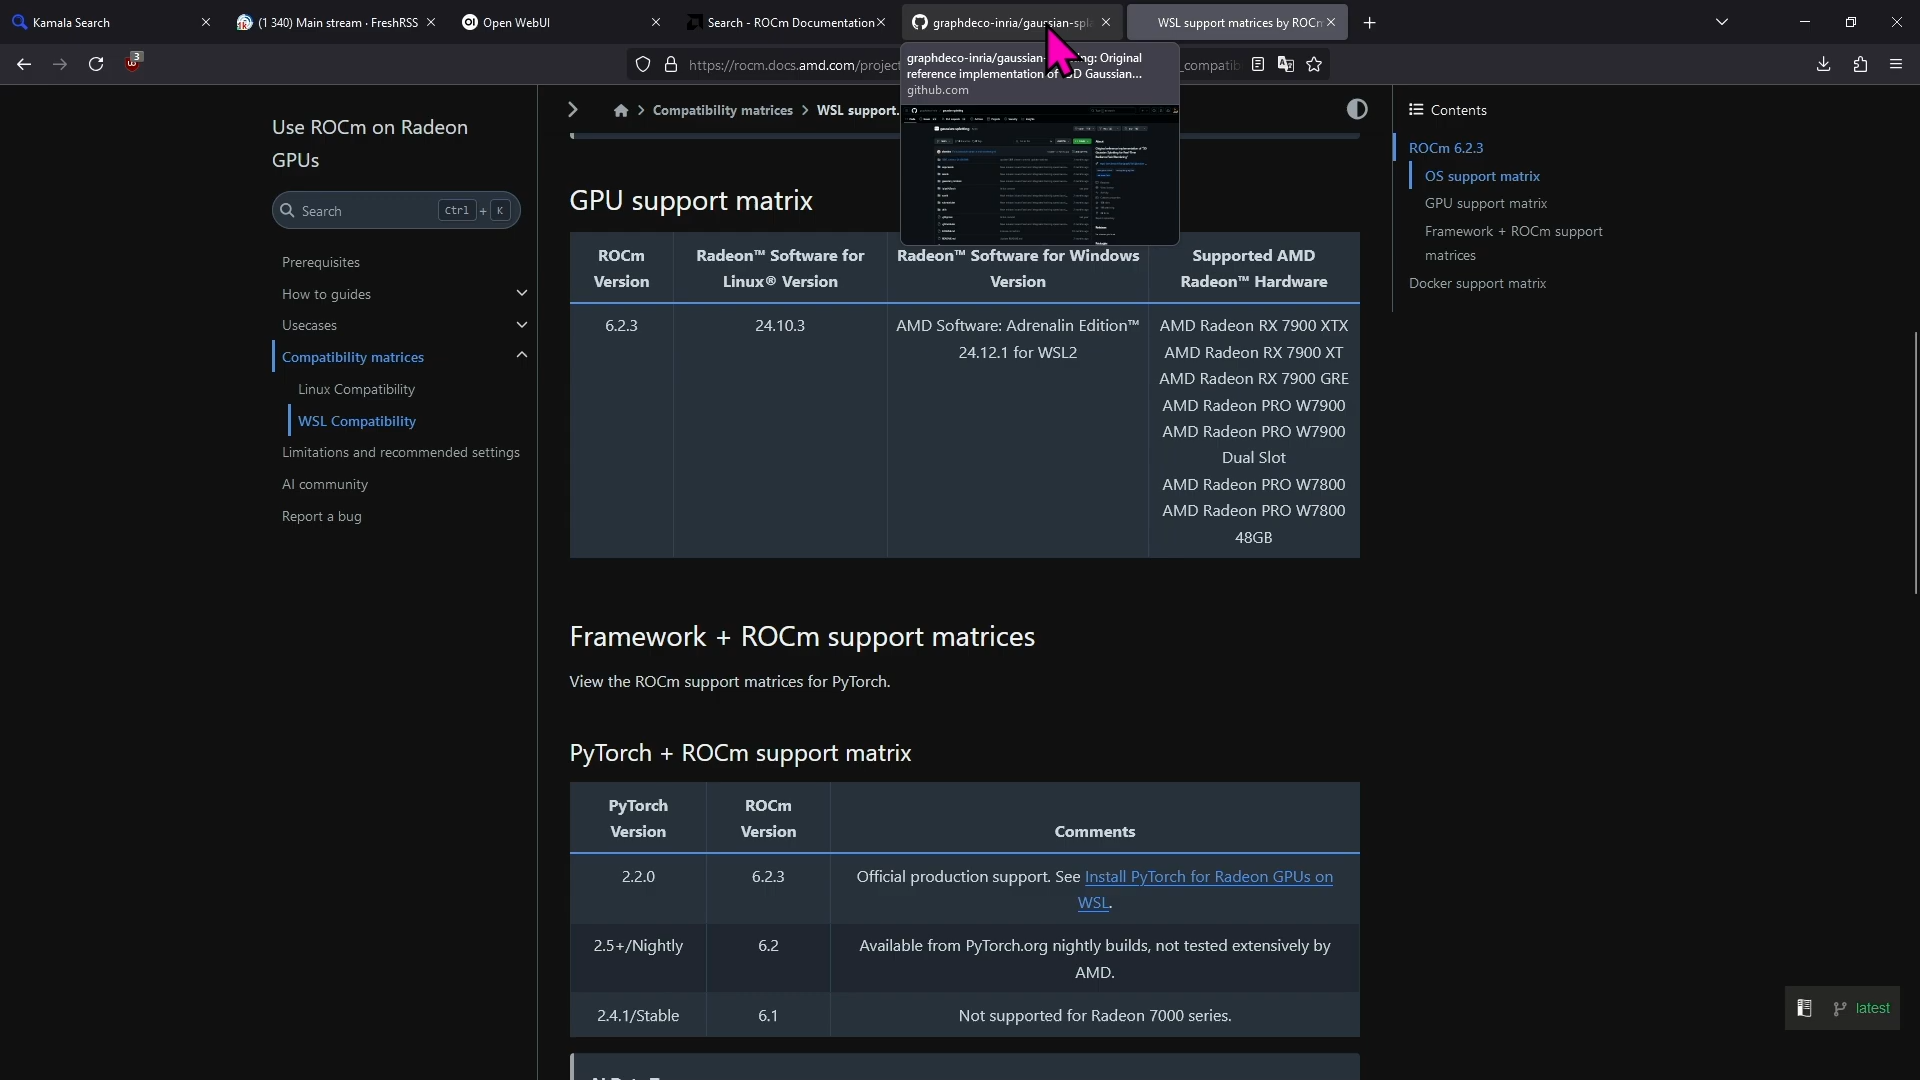 Kamala Search
(1 340) Main stream · FreshRSS
Open WebUI
Search - ROCm Documentation
graphdeco-inria/gaussian-spl
WSL support matrices by ROCm
3
https://rocm.docs.amd.com/project
_compatib
graphdeco-inria/gaussian-
ng: Original
reference implementation of
D Gaussian...
github.com
Use ROCm on Radeon
GPUs
Search
Ctrl + K
Prerequisites
How to guides
Usecases
Compatibility matrices
Linux Compatibility
WSL Compatibility
Limitations and recommended settings
AI community
Report a bug
Compatibility matrices
WSL support
GPU support matrix
ROCm
Version
Radeon™ Software for
Linux® Version
Radeon™ Software for Windows
Version
Supported AMD
Radeon™ Hardware
6.2.3
24.10.3
AMD Software: Adrenalin Edition™
24.12.1 for WSL2
AMD Radeon RX 7900 XTX
AMD Radeon RX 7900 XT
AMD Radeon RX 7900 GRE
AMD Radeon PRO W7900
AMD Radeon PRO W7900
Dual Slot
AMD Radeon PRO W7800
AMD Radeon PRO W7800
48GB
Framework + ROCm support matrices
View the ROCm support matrices for PyTorch.
PyTorch + ROCm support matrix
PyTorch
Version
ROCm
Version
Comments
2.2.0
6.2.3
Official production support. See Install PyTorch for Radeon GPUs on
WSL.
2.5+/Nightly
6.2
Available from PyTorch.org nightly builds, not tested extensively by
AMD.
2.4.1/Stable
6.1
Not supported for Radeon 7000 series.
Contents
ROCm 6.2.3
OS support matrix
GPU support matrix
Framework + ROCm support
matrices
Docker support matrix
latest